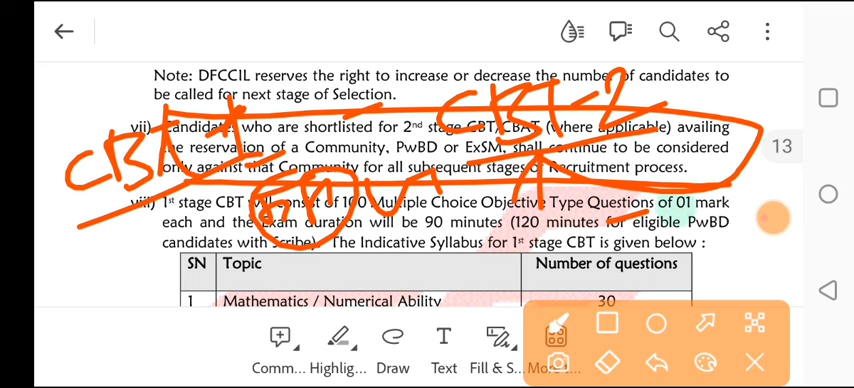 Note: DFCCIL reserves the right to increase or decrease the number of candidates to
be called for next stage of Selection.
CBT-2
vii) Candidates who are shortlisted for 2nd stage CBT/CBAT (where applicable) availing
the reservation of a Community, PwBD or ExSM, shall continue to be considered
only against that Community for all subsequent stages of Recruitment process.
13
CBT-1
viii) 1st stage CBT will consist of 100 Multiple Choice Objective Type Questions of 01 mark
each and the Exam duration will be 90 minutes (120 minutes for eligible PwBD
candidates with Scribe). The Indicative Syllabus for 1st stage CBT is given below :
SN Topic Number of questions
1 Mathematics / Numerical Ability 30
Comm... Highlig... Draw Text Fill & S...